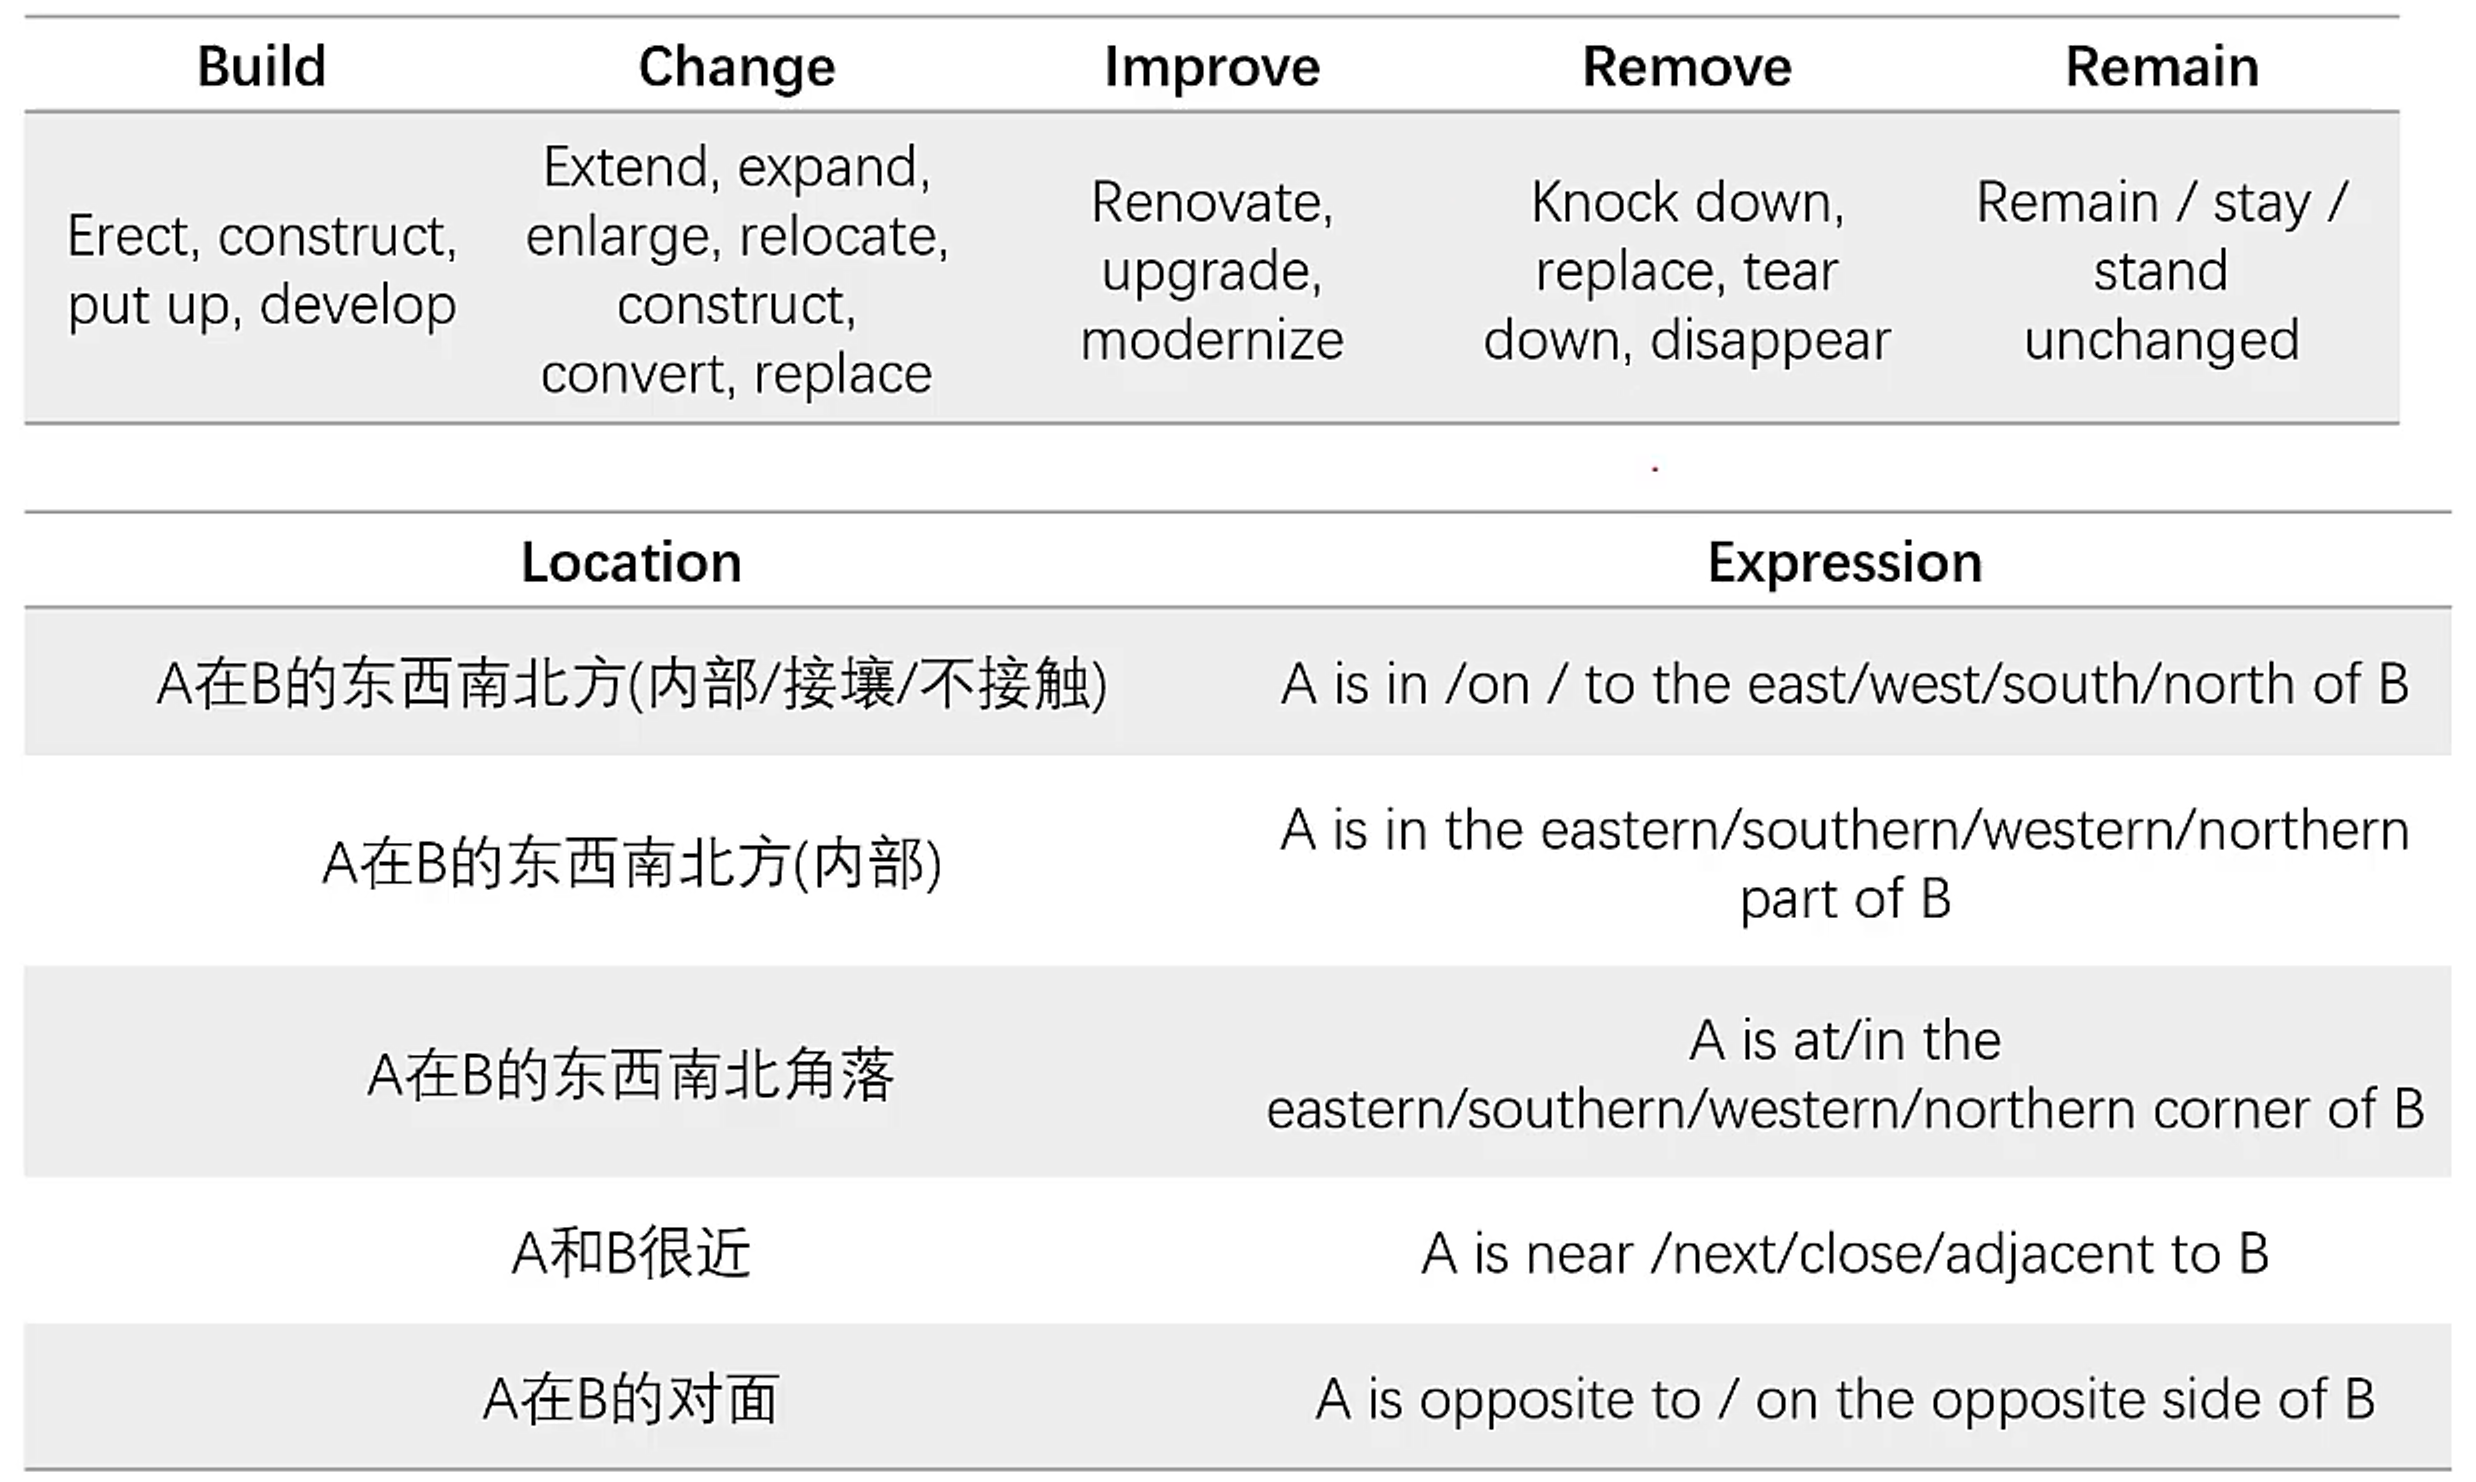 Build Change Improve Remove Remain
Erect, construct,
put up, develop
Extend, expand,
enlarge, relocate,
construct,
convert, replace
Renovate,
upgrade,
modernize
Knock down,
replace, tear
down, disappear
Remain / stay /
stand
unchanged
Location Expression
A在B的东西南北方(内部/接壤/不接触) A is in /on / to the east/west/south/north of B
A在B的东西南北方(内部)
A is in the eastern/southern/western/northern
part of B
A在B的东西南北角落
A is at/in the
eastern/southern/western/northern corner of B
A和B很近 A is near /next/close/adjacent to B
A在B的对面 A is opposite to / on the opposite side of B